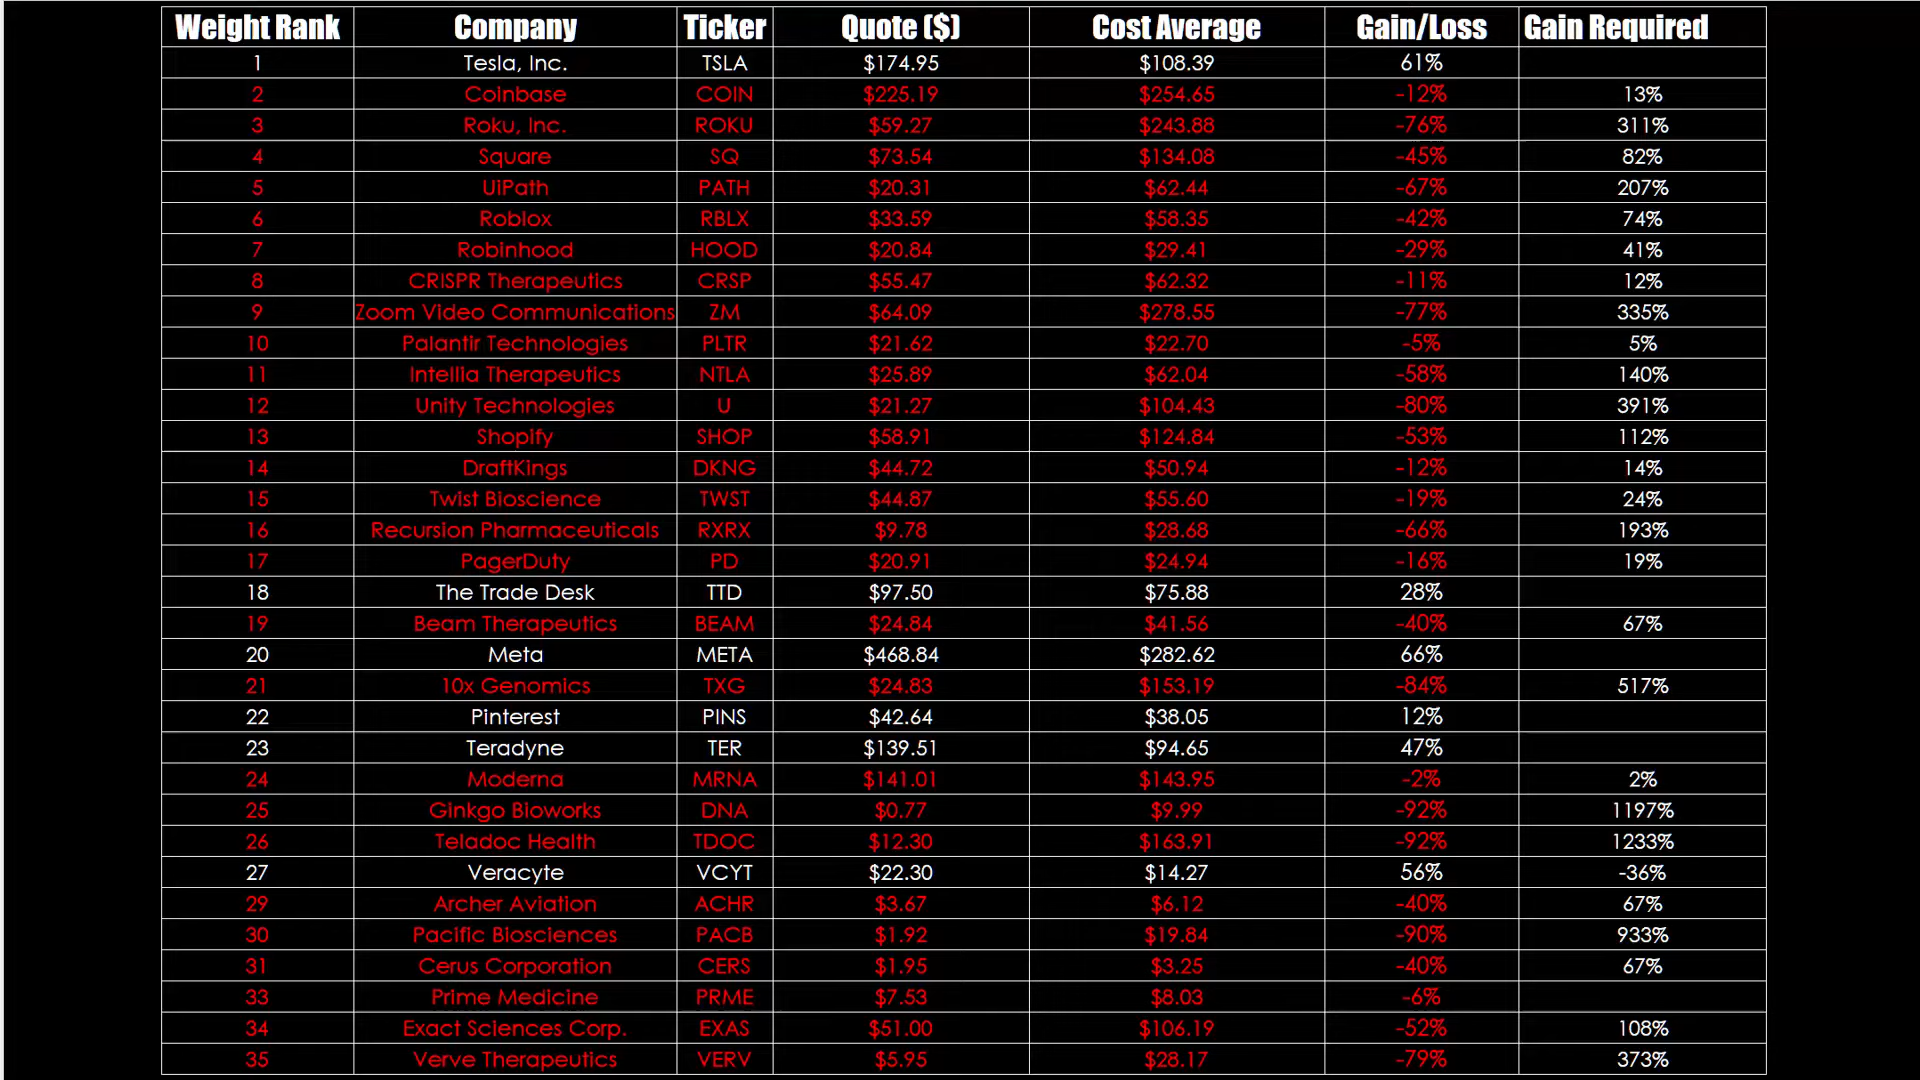 Weight Rank Company Ticker Quote ($) Cost Average Gain/Loss Gain Required
1 Tesla, Inc. TSLA $174.95 $108.39 61%
2 Coinbase COIN $225.19 $254.65 -12% 13%
3 Roku, Inc. ROKU $59.27 $243.88 -76% 311%
4 Square SQ $73.54 $134.08 -45% 82%
5 UiPath PATH $20.31 $62.44 -67% 207%
6 Roblox RBLX $33.59 $58.35 -42% 74%
7 Robinhood HOOD $20.84 $29.41 -29% 41%
8 CRISPR Therapeutics CRSP $55.47 $62.32 -11% 12%
9 Zoom Video Communications ZM $64.09 $278.55 -77% 335%
10 Palantir Technologies PLTR $21.62 $22.70 -5% 5%
11 Intellia Therapeutics NTLA $25.89 $62.04 -58% 140%
12 Unity Technologies U $21.27 $104.43 -80% 391%
13 Shopify SHOP $58.91 $124.84 -53% 112%
14 DraftKings DKNG $44.72 $50.94 -12% 14%
15 Twist Bioscience TWST $44.87 $55.60 -19% 24%
16 Recursion Pharmaceuticals RXRX $9.78 $28.68 -66% 193%
17 PagerDuty PD $20.91 $24.94 -16% 19%
18 The Trade Desk TTD $97.50 $75.88 28%
19 Beam Therapeutics BEAM $24.84 $41.56 -40% 67%
20 Meta META $468.84 $282.62 66%
21 10x Genomics TXG $24.83 $153.19 -84% 517%
22 Pinterest PINS $42.64 $38.05 12%
23 Teradyne TER $139.51 $94.65 47%
24 Moderna MRNA $141.01 $143.95 -2% 2%
25 Ginkgo Bioworks DNA $0.77 $9.99 -92% 1197%
26 Teladoc Health TDOC $12.30 $163.91 -92% 1233%
27 Veracyte VCYT $22.30 $14.27 56% -36%
29 Archer Aviation ACHR $3.67 $6.12 -40% 67%
30 Pacific Biosciences PACB $1.92 $19.84 -90% 933%
31 Cerus Corporation CERS $1.95 $3.25 -40% 67%
33 Prime Medicine PRME $7.53 $8.03 -6%
34 Exact Sciences Corp. EXAS $51.00 $106.19 -52% 108%
35 Verve Therapeutics VERV $5.95 $28.17 -79% 373%